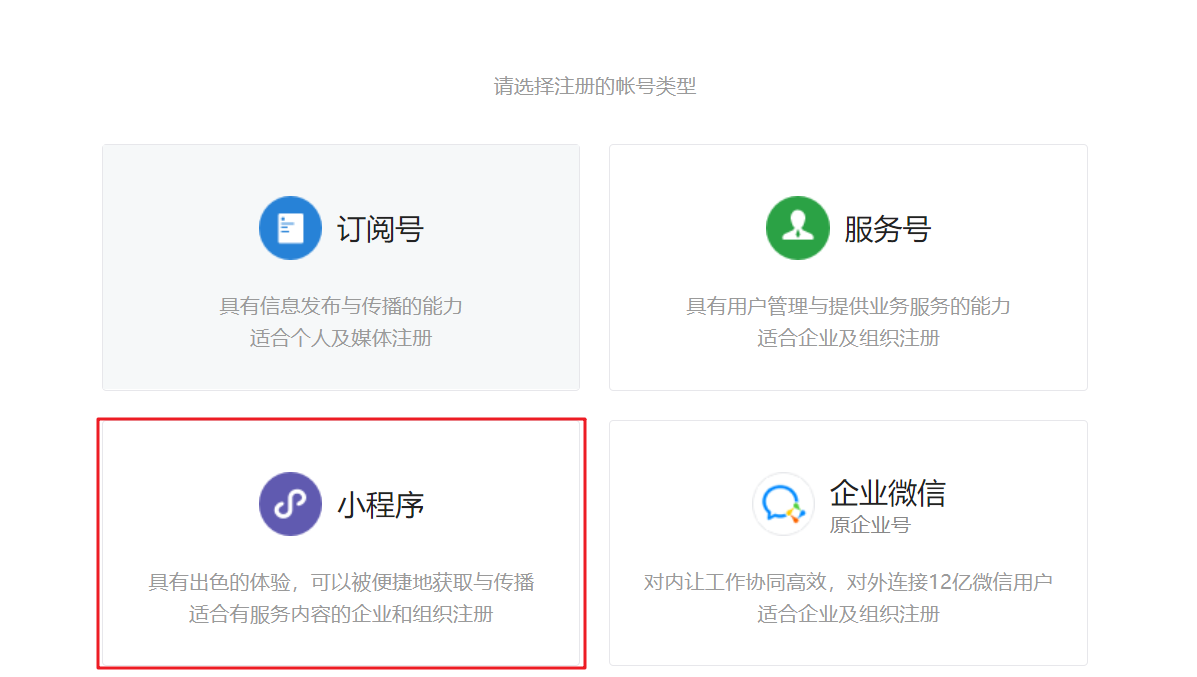 请选择注册的帐号类型
订阅号
具有信息发布与传播的能力
适合个人及媒体注册
服务号
具有用户管理与提供业务服务的能力
适合企业及组织注册
小程序
具有出色的体验，可以被便捷地获取与传播
适合有服务内容的企业和组织注册
企业微信
原企业号
对内让工作协同高效，对外连接12亿微信用户
适合企业及组织注册